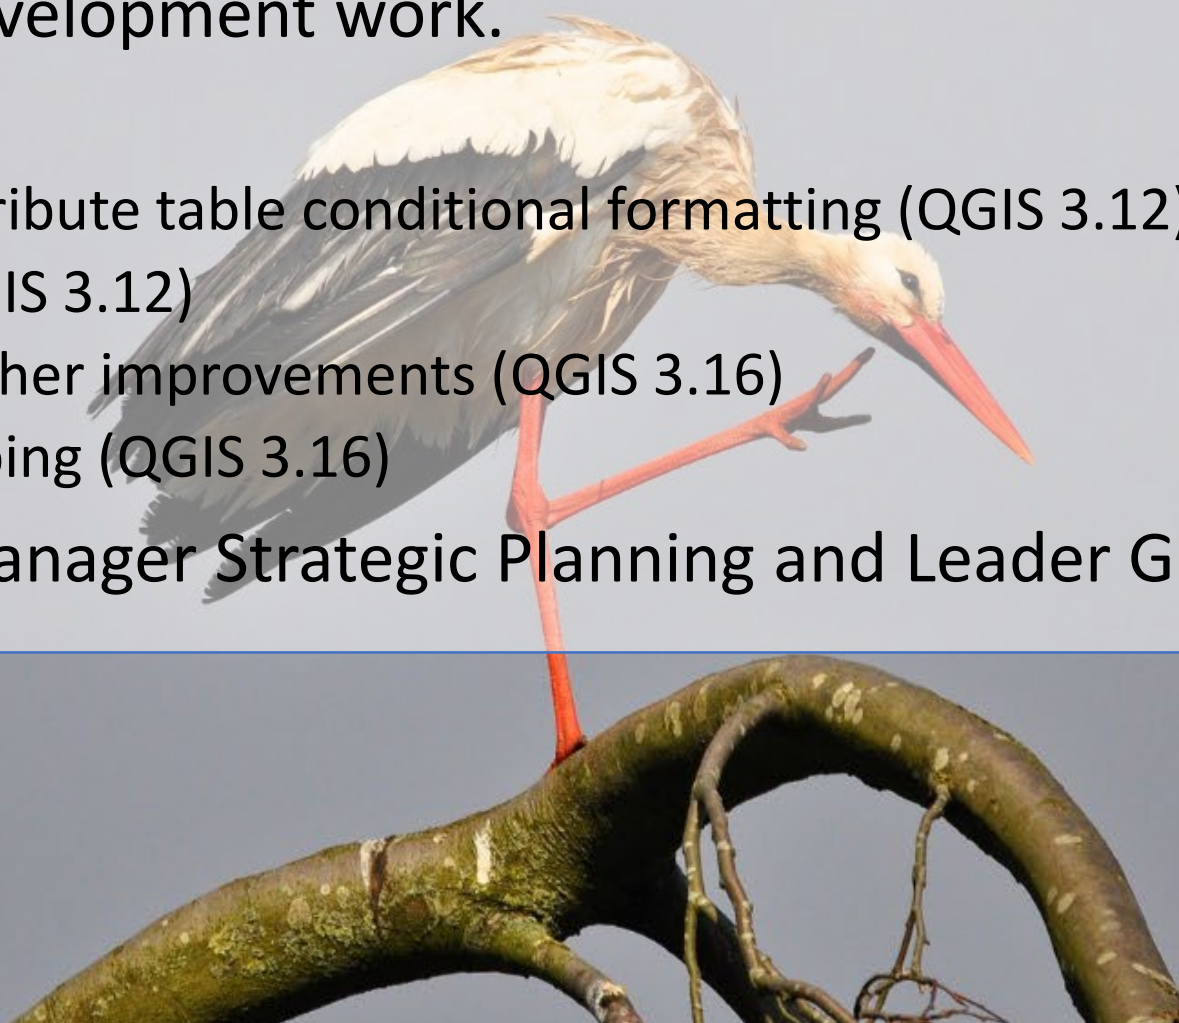 velopment work.
ribute table conditional formatting (QGIS 3.12)
IS 3.12)
her improvements (QGIS 3.16)
ing (QGIS 3.16)
anager Strategic Planning and Leader G